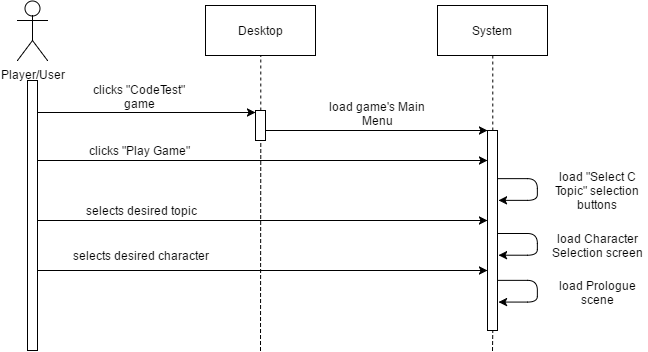 Desktop
System
Player/User
clicks "CodeTest"
game
load game's Main
Menu
clicks "Play Game"
load "Select C
Topic" selection
buttons
selects desired topic
load Character
Selection screen
selects desired character
load Prologue
scene